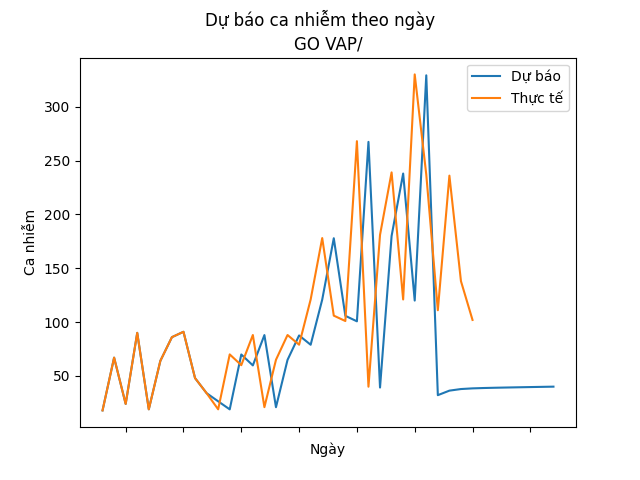 Dự báo ca nhiễm theo ngày
GO VAP/
Dự báo
Thực tế
300
250
200
150
100
50
Ca nhiễm
Ngày